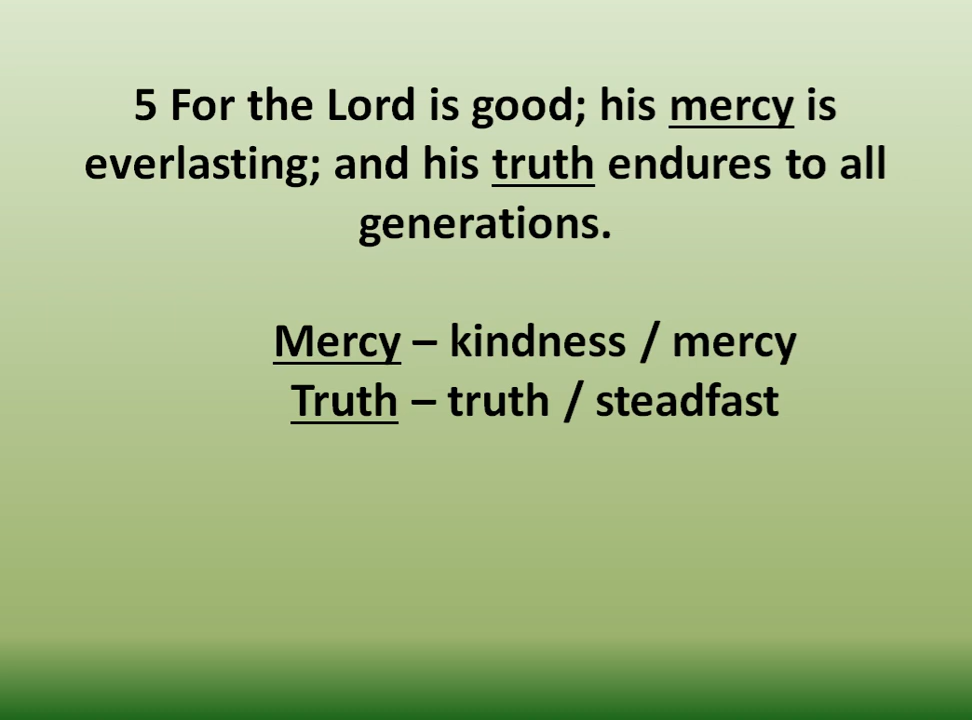 5 For the Lord is good; his mercy is
everlasting; and his truth endures to all
generations.
Mercy – kindness / mercy
Truth – truth / steadfast